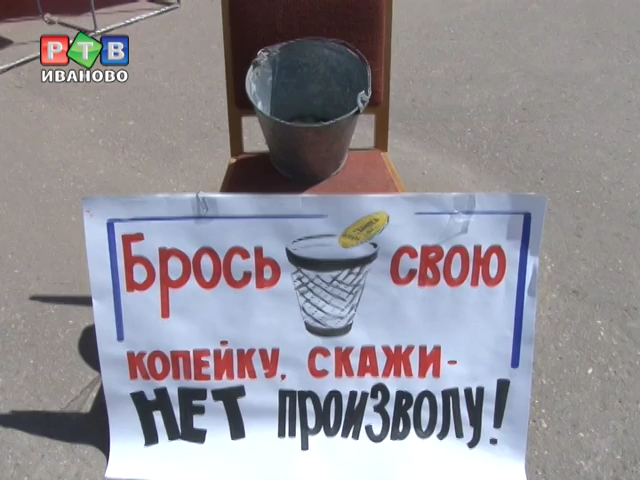 РТВ
ИВАНОВО
Брось свою
копейку, скажи-
НЕТ произволу!